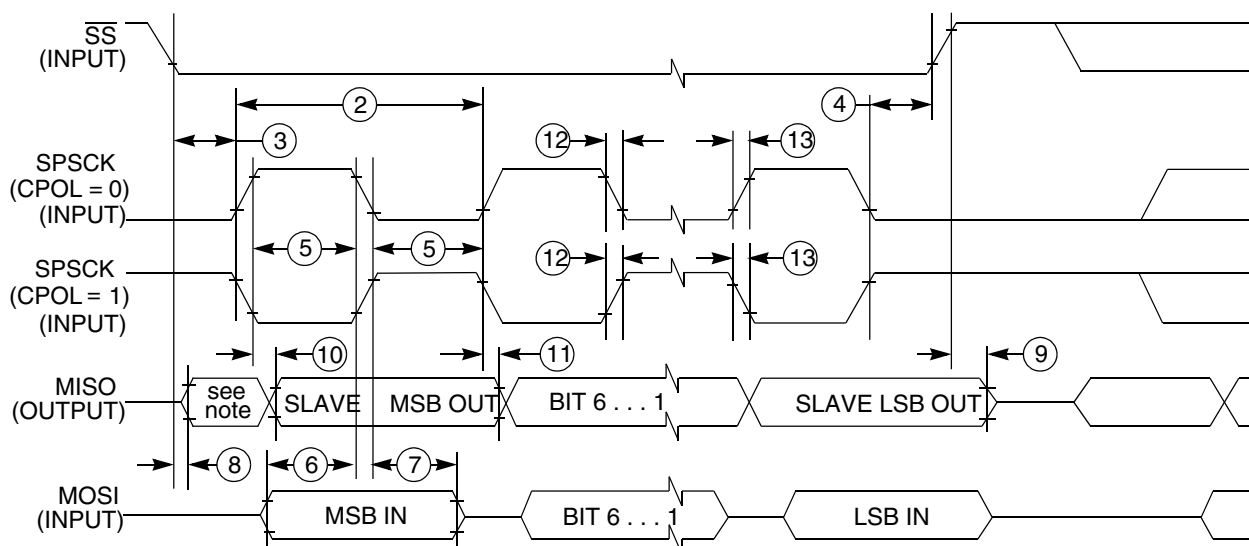 SS
(INPUT)
2
4
3
12
13
SPSCK
(CPOL = 0)
(INPUT)
5
5
12
13
SPSCK
(CPOL = 1)
(INPUT)
10
11
9
MISO
(OUTPUT)
see
note
SLAVE
MSB OUT
BIT 6 . . . 1
SLAVE LSB OUT
8
6
7
MOSI
(INPUT)
MSB IN
BIT 6 . . . 1
LSB IN